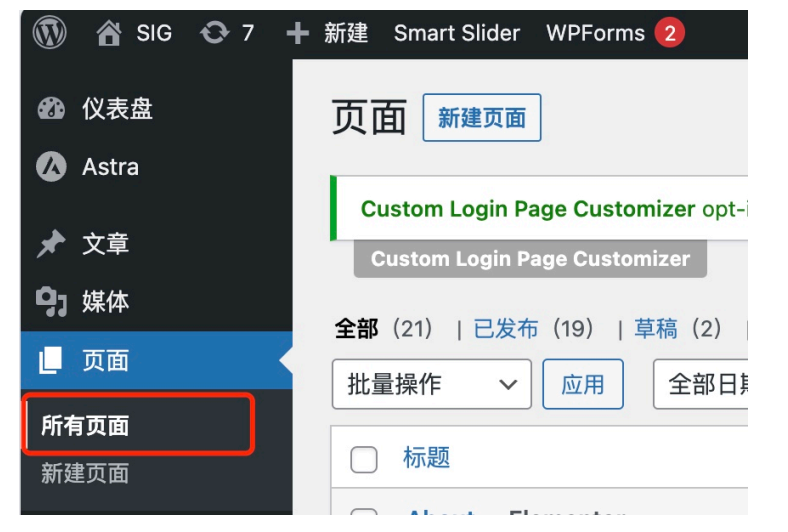 SIG 7 新建 Smart Slider WPForms 2
仪表盘
Astra
文章
媒体
页面
所有页面
新建页面
页面 新建页面
Custom Login Page Customizer opt-i
Custom Login Page Customizer
全部 (21) | 已发布 (19) | 草稿 (2)
批量操作 应用 全部日期
标题
About — Elementor